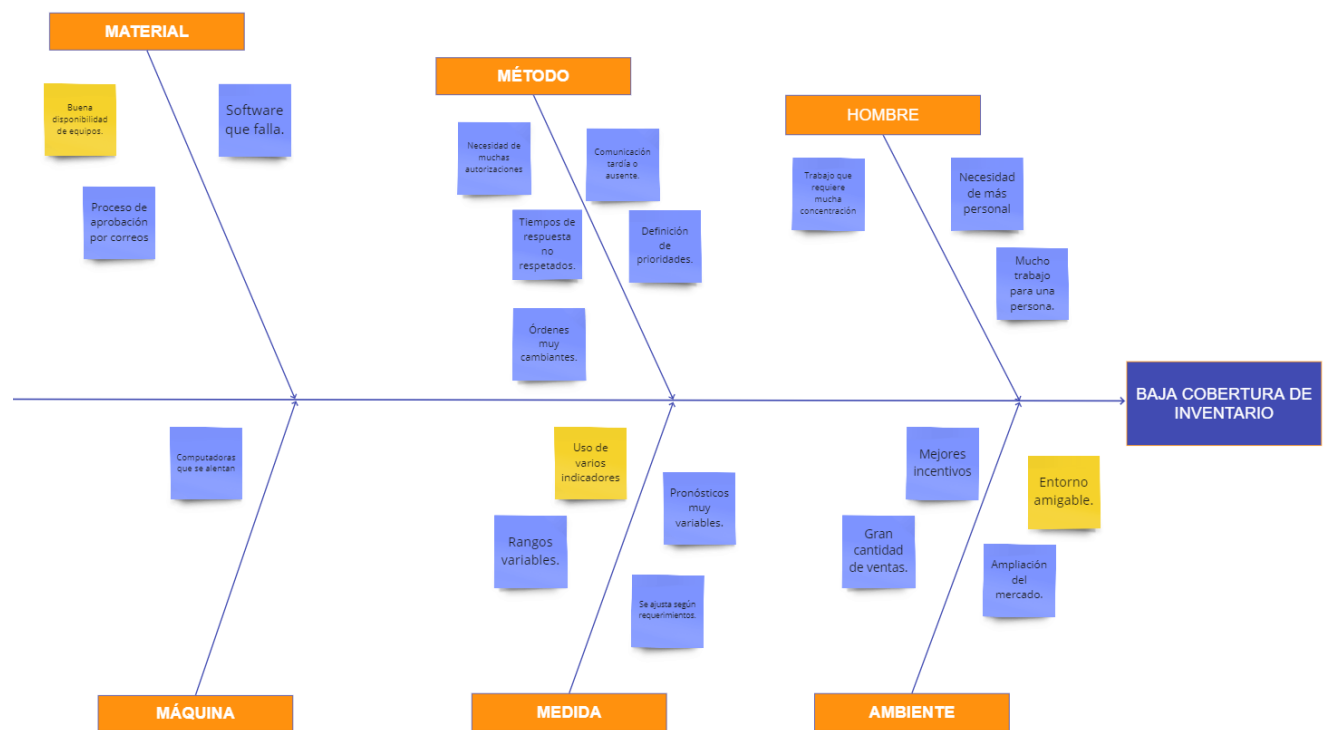 MATERIAL
Buena
disponibilidad
de equipos.
Software
que falla.
Proceso de
aprobación
por correos
MÉTODO
Necesidad de
muchas
autorizaciones
Comunicación
tardía o
ausente.
Tiempos de
respuesta
no
respetados.
Definición
de
prioridades.
Órdenes
muy
cambiantes.
HOMBRE
Trabajo que
requiere
mucha
concentración
Necesidad
de más
personal
Mucho
trabajo
para una
persona.
BAJA COBERTURA DE
INVENTARIO
Computadoras
que se alentan
MÁQUINA
Uso de
varios
indicadores
Pronósticos
muy
variables.
Rangos
variables.
Se ajusta según
requerimientos.
MEDIDA
Mejores
incentivos
Entorno
amigable.
Gran
cantidad
de ventas.
Ampliación
del
mercado.
AMBIENTE